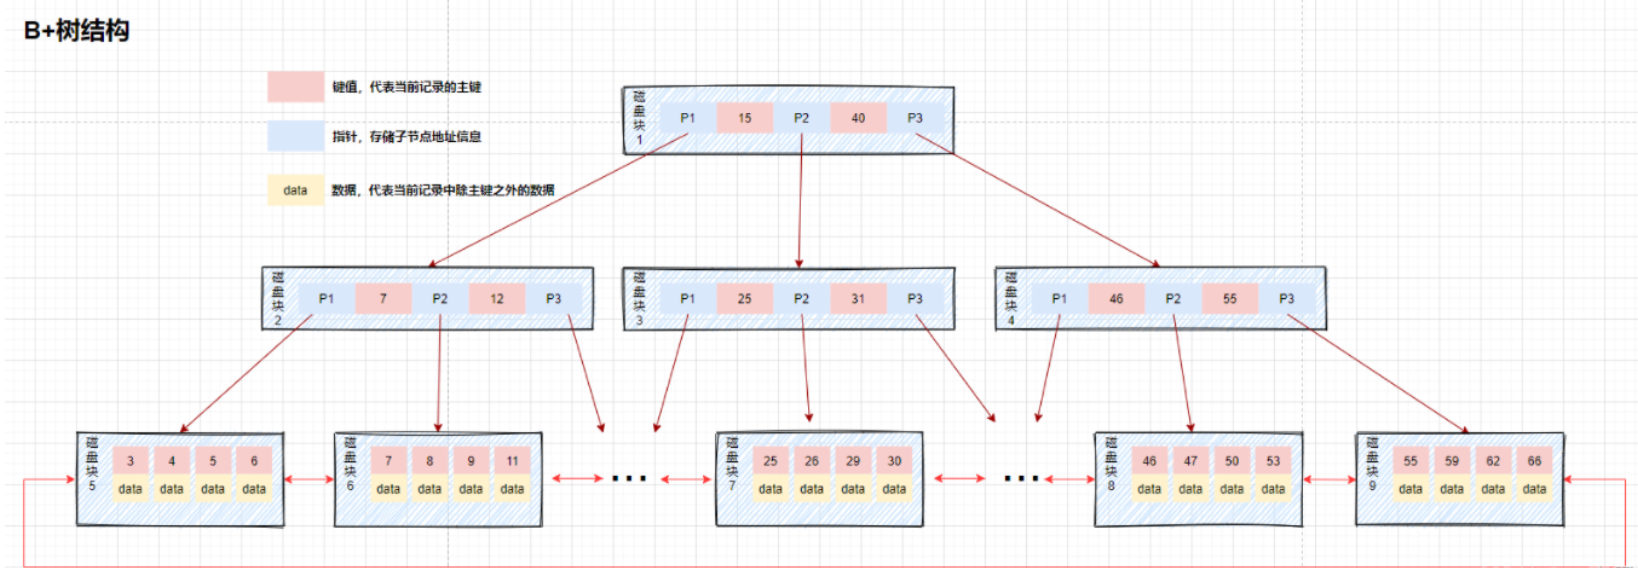 B+树结构
键值，代表当前记录的主键
指针，存储子节点地址信息
data 数据，代表当前记录中除主键之外的数据
磁盘块1 P1 15 P2 40 P3
磁盘块2 P1 7 P2 12 P3
磁盘块3 P1 25 P2 31 P3
磁盘块4 P1 46 P2 55 P3
磁盘块5 3 4 5 6
data data data data
磁盘块6 7 8 9 11
data data data data
...
磁盘块7 25 26 29 30
data data data data
...
磁盘块8 46 47 50 53
data data data data
磁盘块9 55 59 62 66
data data data data